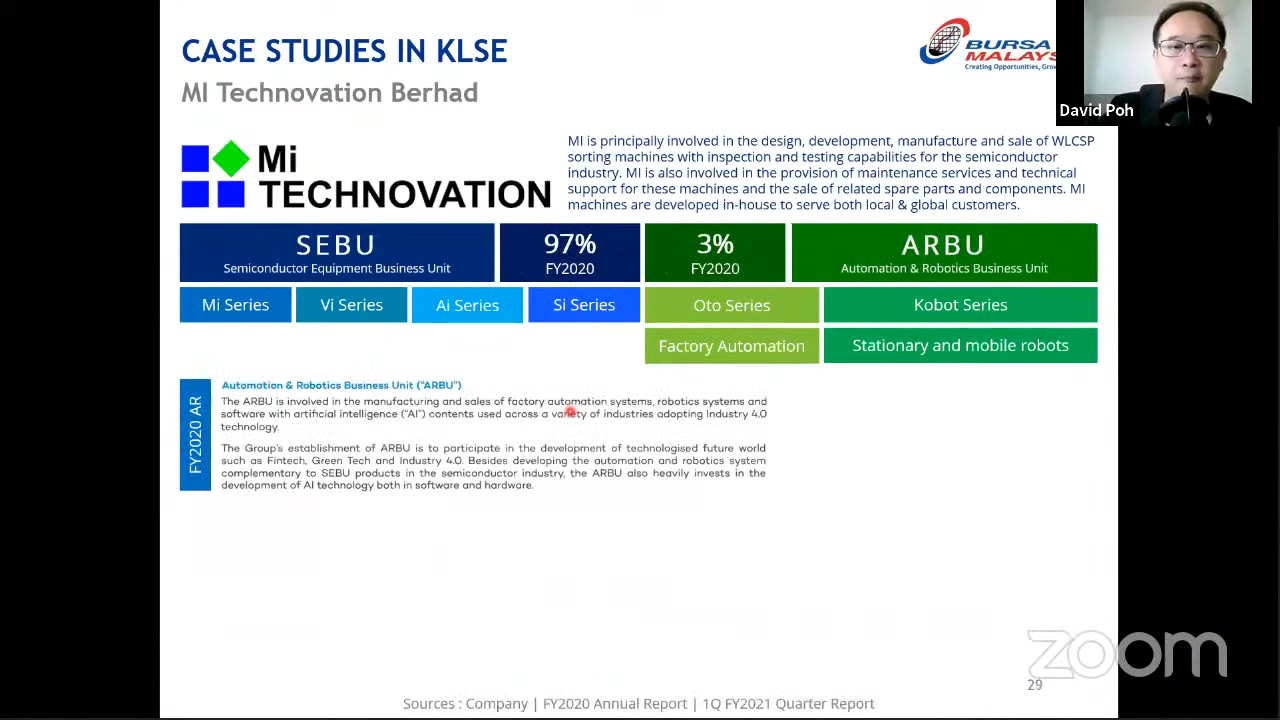 CASE STUDIES IN KLSE
MI Technovation Berhad
BURSA
MALAYS
Creating Opportunities, Grow
David Poh
Mi
TECHNOVATION
MI is principally involved in the design, development, manufacture and sale of WLCSP
sorting machines with inspection and testing capabilities for the semiconductor
industry. MI is also involved in the provision of maintenance services and technical
support for these machines and the sale of related spare parts and components. MI
machines are developed in-house to serve both local & global customers.
SEBU
Semiconductor Equipment Business Unit
97%
FY2020
3%
FY2020
ARBU
Automation & Robotics Business Unit
Mi Series
Vi Series
Ai Series
Si Series
Oto Series
Kobot Series
Factory Automation
Stationary and mobile robots
FY2020 AR
Automation & Robotics Business Unit ("ARBU")
The ARBU is involved in the manufacturing and sales of factory automation systems, robotics systems and
software with artificial intelligence ("AI") contents used across a variety of industries adopting Industry 4.0
technology.
The Group's establishment of ARBU is to participate in the development of technologised future world
such as Fintech, Green Tech and Industry 4.0. Besides developing the automation and robotics system
complementary to SEBU products in the semiconductor industry, the ARBU also heavily invests in the
development of AI technology both in software and hardware.
zoom
29
Sources : Company | FY2020 Annual Report | 1Q FY2021 Quarter Report